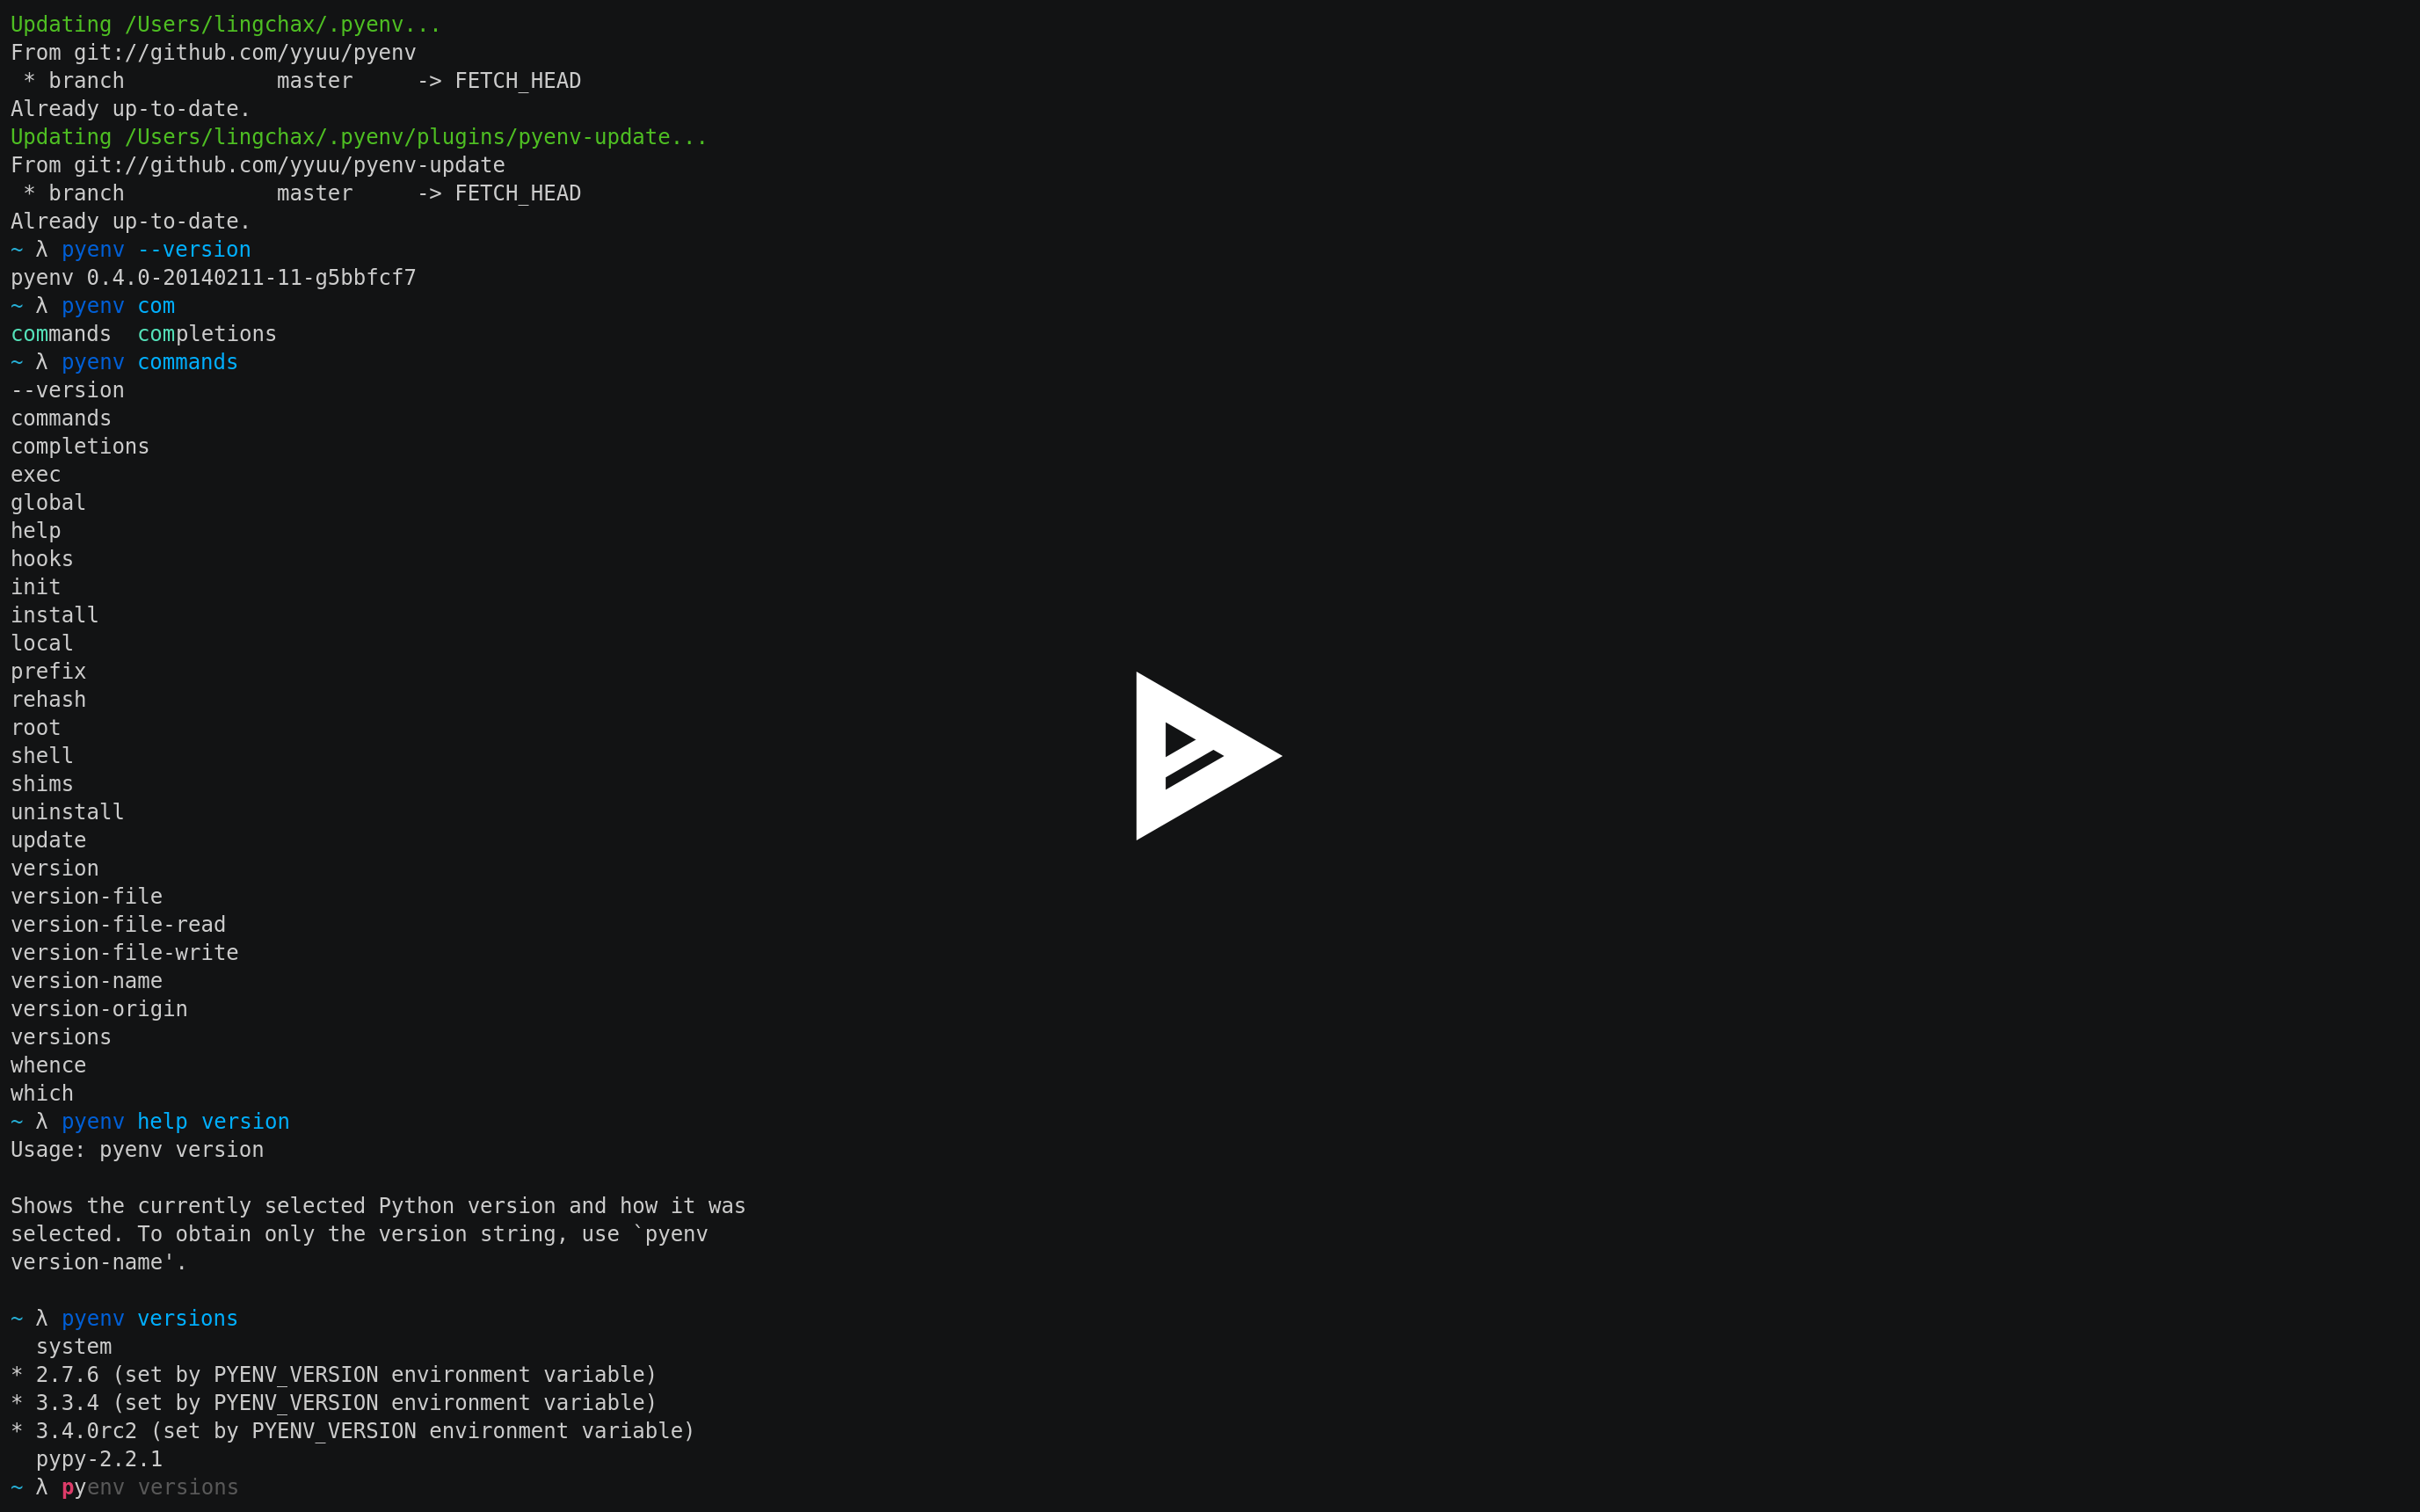 Updating /Users/lingchax/.pyenv...
From git://github.com/yyuu/pyenv
 * branch            master     -> FETCH_HEAD
Already up-to-date.
Updating /Users/lingchax/.pyenv/plugins/pyenv-update...
From git://github.com/yyuu/pyenv-update
 * branch            master     -> FETCH_HEAD
Already up-to-date.
~ λ pyenv --version
pyenv 0.4.0-20140211-11-g5bbfcf7
~ λ pyenv com
commands  completions
~ λ pyenv commands
--version
commands
completions
exec
global
help
hooks
init
install
local
prefix
rehash
root
shell
shims
uninstall
update
version
version-file
version-file-read
version-file-write
version-name
version-origin
versions
whence
which
~ λ pyenv help version
Usage: pyenv version

Shows the currently selected Python version and how it was
selected. To obtain only the version string, use `pyenv
version-name'.

~ λ pyenv versions
  system
* 2.7.6 (set by PYENV_VERSION environment variable)
* 3.3.4 (set by PYENV_VERSION environment variable)
* 3.4.0rc2 (set by PYENV_VERSION environment variable)
  pypy-2.2.1
~ λ pyenv versions